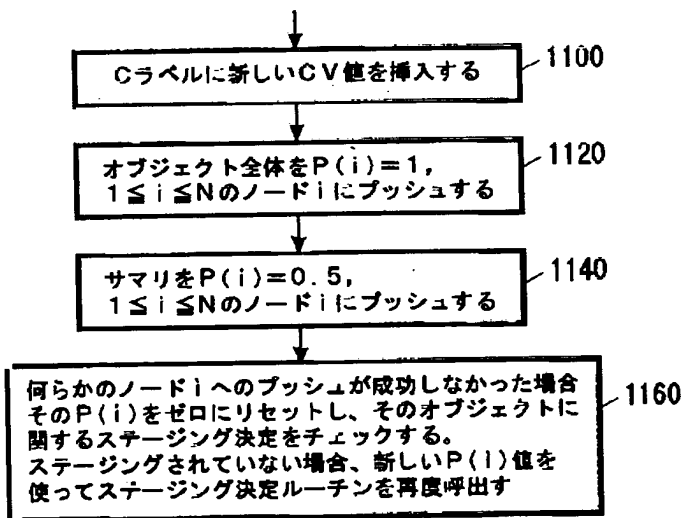 Cラベルに新しいCV値を挿入する
1100
オブジェクト全体をP(i)=1,
1≦i≦Nのノードiにプッシュする
1120
サマリをP(i)=0.5,
1≦i≦Nのノードiにプッシュする
1140
何らかのノードiへのプッシュが成功しなかった場合
そのP(i)をゼロにリセットし、そのオブジェクトに
関するステージング決定をチェックする。
ステージングされていない場合、新しいP(i)値を
使ってステージング決定ルーチンを再度呼出す
1160